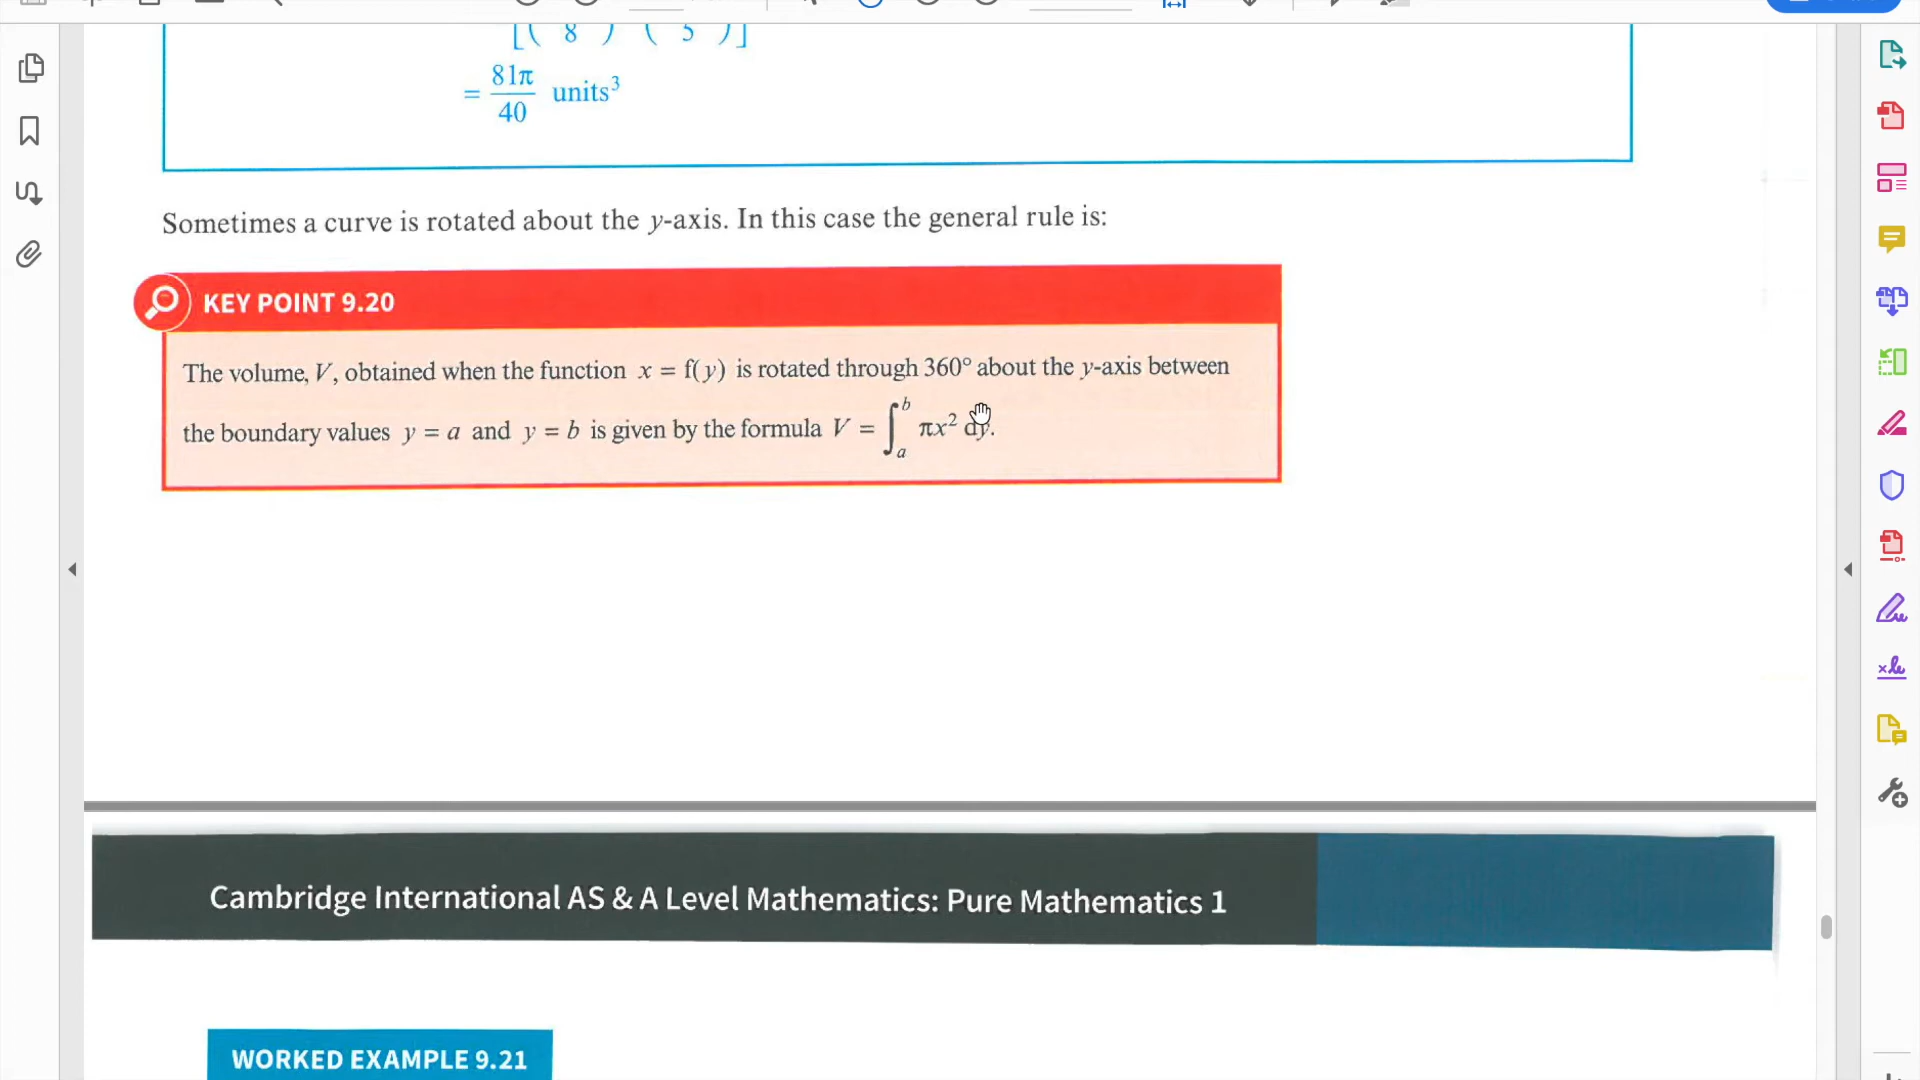 [( 8 ) ( 5 )]
= 81π/40 units³
Sometimes a curve is rotated about the y-axis. In this case the general rule is:
KEY POINT 9.20
The volume, V, obtained when the function x = f(y) is rotated through 360° about the y-axis between
the boundary values y = a and y = b is given by the formula V = ∫ₐᵇ πx² dy.
Cambridge International AS & A Level Mathematics: Pure Mathematics 1
WORKED EXAMPLE 9.21